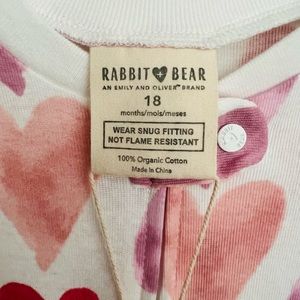 RABBIT BEAR
AN EMILY AND OLIVER™ BRAND
18
months/mois/meses
WEAR SNUG FITTING
NOT FLAME RESISTANT
100% Organic Cotton
Made In China